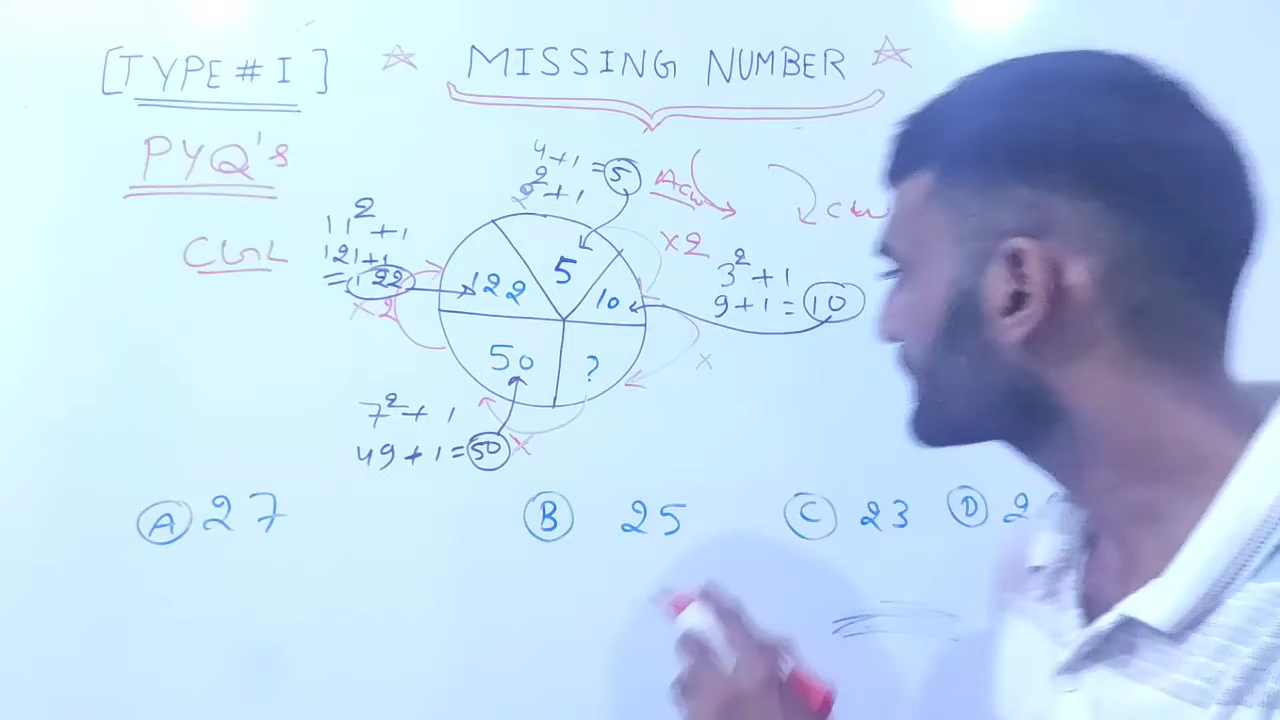 [TYPE # I] ☆ MISSING NUMBER ☆
PYQ's
CGL
4+1 = 5
2²+1
Acw
cw
11²+1
121+1
= 122
×2
×2
3²+1
9+1 = 10
122
5
10
50
?
×
7²+1
49+1 = 50
×
(A) 27 (B) 25 (C) 23 (D)